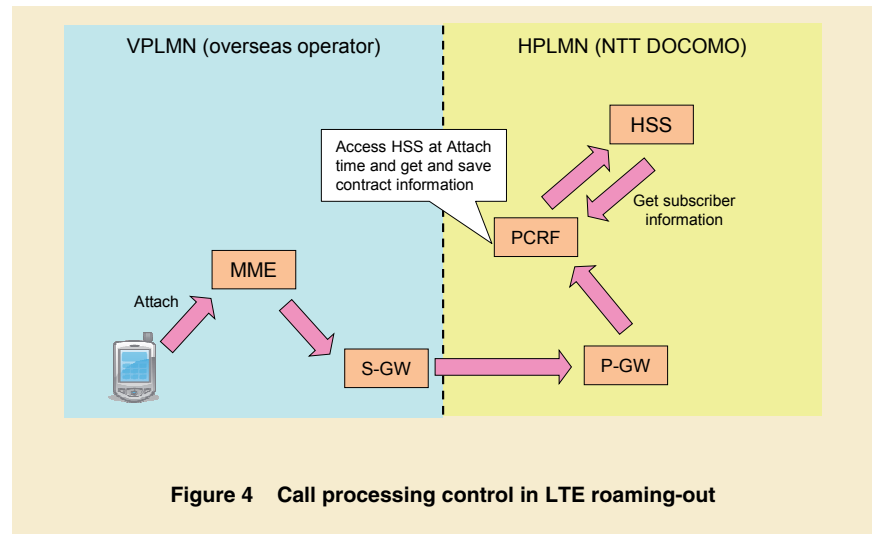 VPLMN (overseas operator)
HPLMN (NTT DOCOMO)
HSS
Access HSS at Attach
time and get and save
contract information
Get subscriber
information
PCRF
MME
Attach
S-GW
P-GW
Figure 4 Call processing control in LTE roaming-out